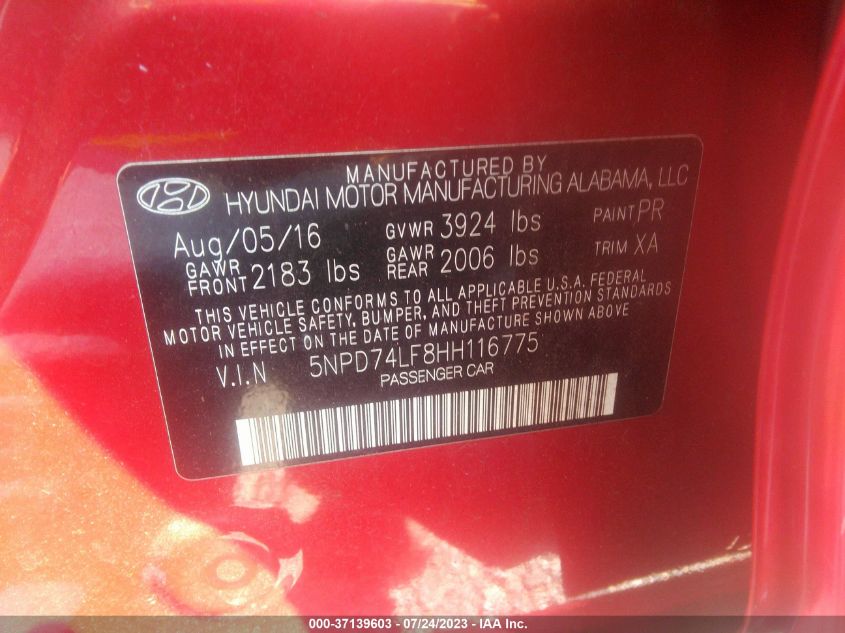 MANUFACTURED BY
HYUNDAI MOTOR MANUFACTURING ALABAMA, LLC
Aug/05/16 GVWR 3924 lbs PAINT PR
GAWR FRONT 2183 lbs GAWR REAR 2006 lbs TRIM XA
THIS VEHICLE CONFORMS TO ALL APPLICABLE U.S.A. FEDERAL
MOTOR VEHICLE SAFETY, BUMPER, AND THEFT PREVENTION STANDARDS
IN EFFECT ON THE DATE OF MANUFACTURE SHOWN ABOVE
V.I.N 5NPD74LF8HH116775
PASSENGER CAR
000-37139603 - 07/24/2023 - IAA Inc.